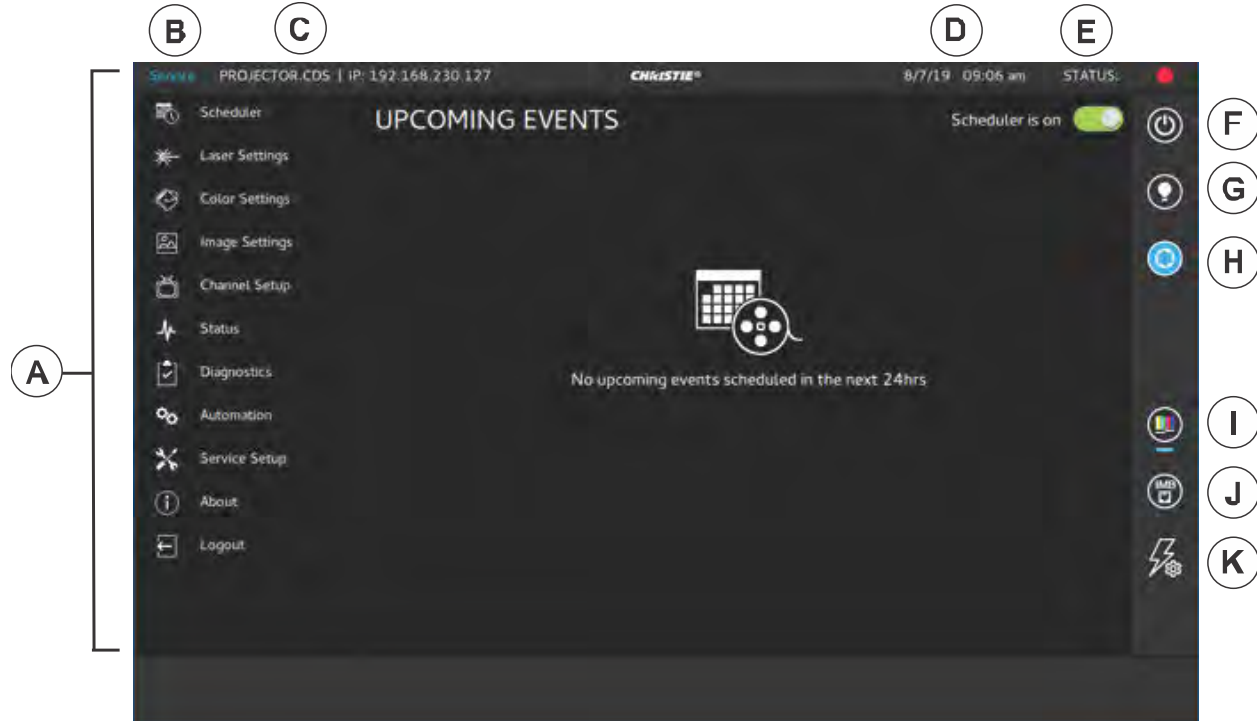 B C D E
Service PROJECTOR.CDS | IP: 192.168.230.127 CHRISTIE® 8/7/19 09:06 am STATUS:
Scheduler UPCOMING EVENTS Scheduler is on F
Laser Settings
G
Color Settings
Image Settings H
Channel Setup
Status
A
Diagnostics No upcoming events scheduled in the next 24hrs
Automation I
Service Setup
IMB J
About
Logout K